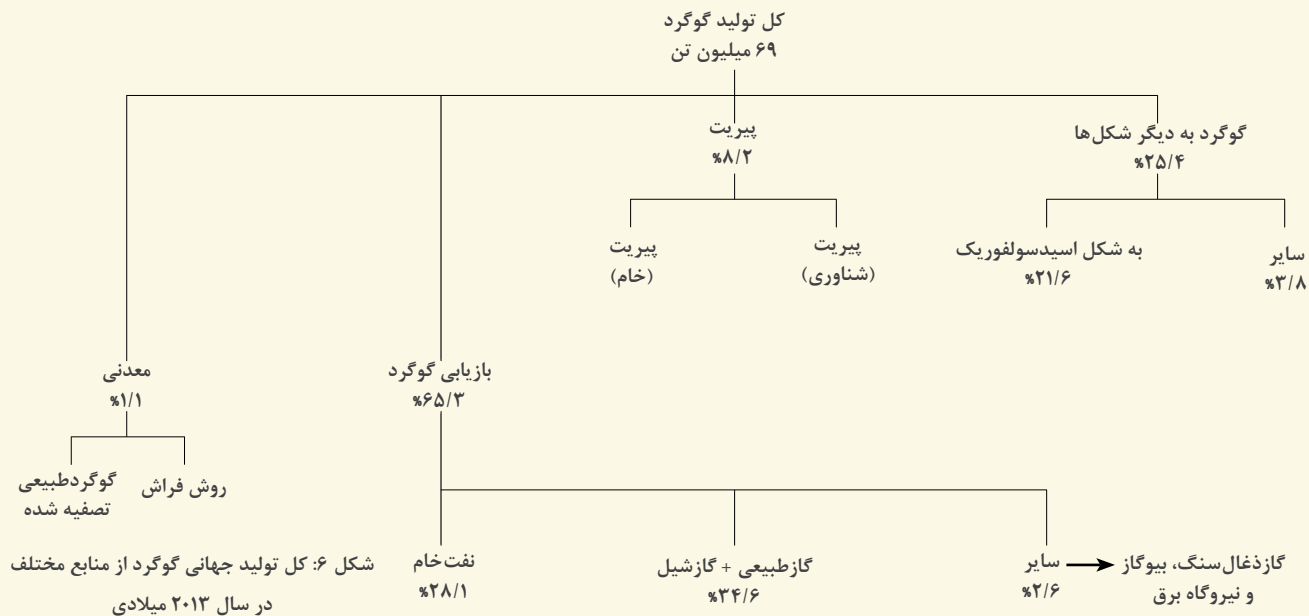 کل تولید گوگرد
۶۹ میلیون تن
گوگرد به دیگر شکل‌ها
%۲۵/۴
پیریت
%۸/۲
سایر
%۳/۸
به شکل اسیدسولفوریک
%۲۱/۶
پیریت
(شناوری)
پیریت
(خام)
بازیابی گوگرد
%۶۵/۳
معدنی
%۱/۱
روش فراش
گوگردطبیعی
تصفیه شده
گازذغال‌سنگ، بیوگاز
و نیروگاه برق
سایر
%۲/۶
گازطبیعی + گازشیل
%۳۴/۶
نفت‌خام
%۲۸/۱
شکل ۶: کل تولید جهانی گوگرد از منابع مختلف
در سال ۲۰۱۳ میلادی